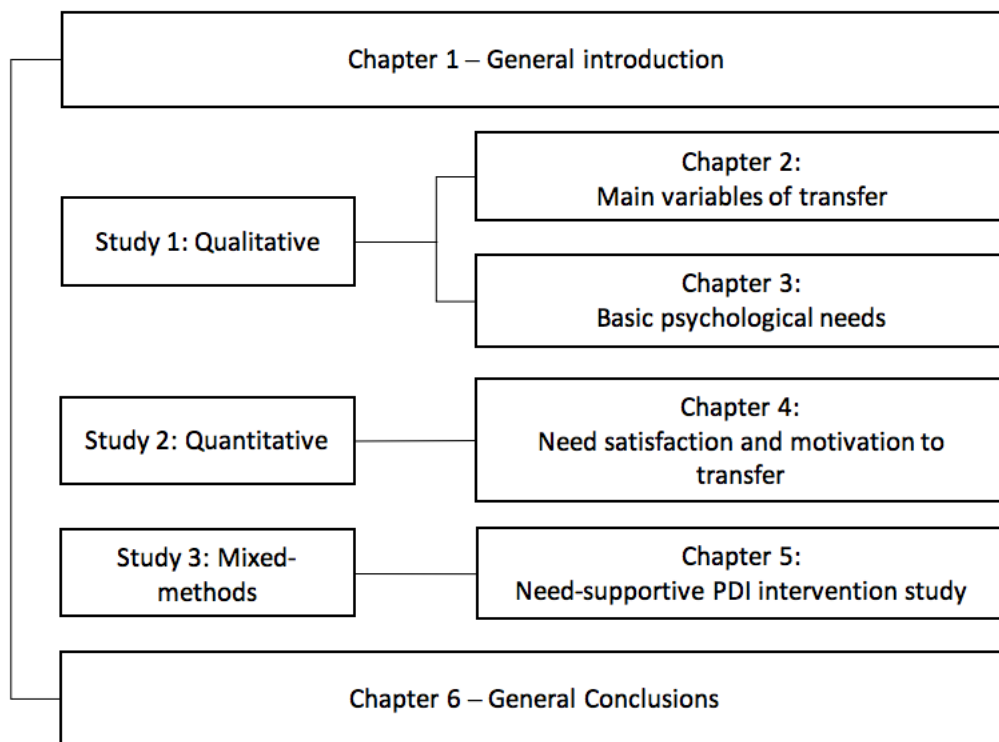 Chapter 1 – General introduction
Study 1: Qualitative
Chapter 2:
Main variables of transfer
Chapter 3:
Basic psychological needs
Study 2: Quantitative
Chapter 4:
Need satisfaction and motivation to
transfer
Study 3: Mixed-
methods
Chapter 5:
Need-supportive PDI intervention study
Chapter 6 – General Conclusions